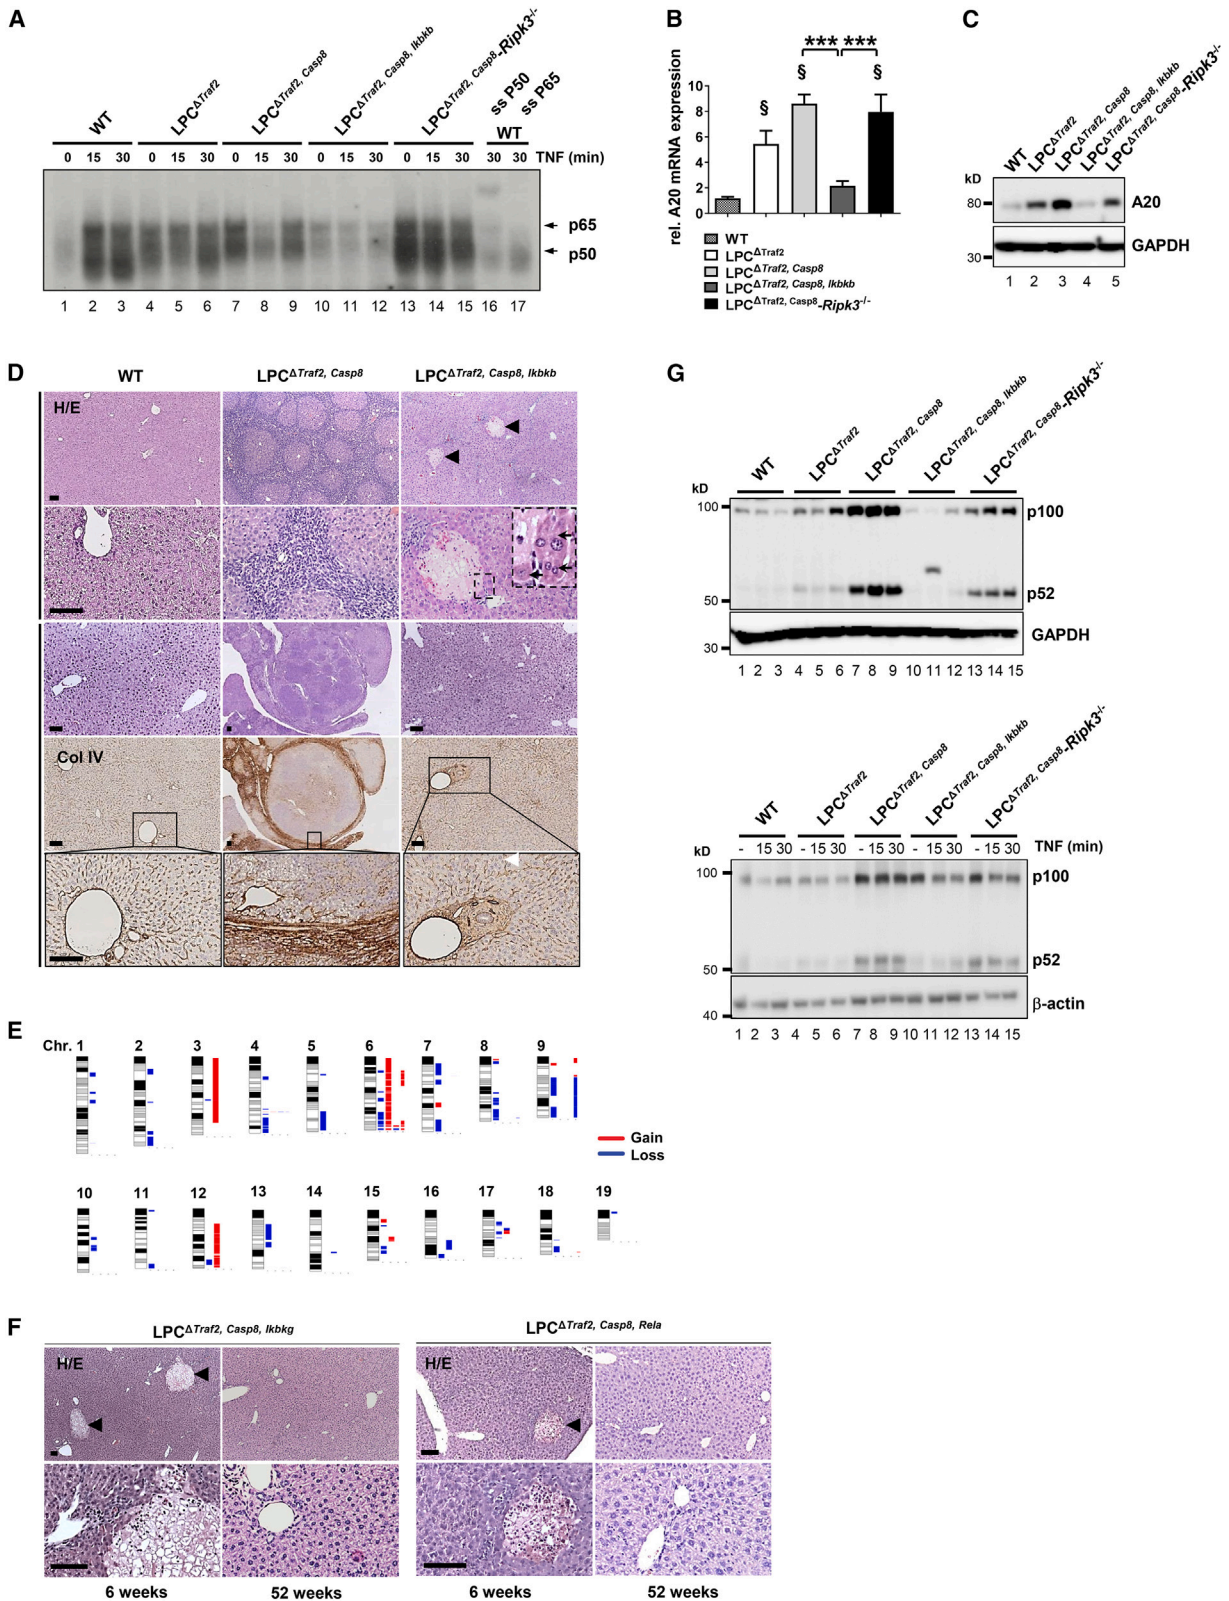 A
WT
LPCΔTraf2
LPCΔTraf2, Casp8
LPCΔTraf2, Casp8, Ikbkb
LPCΔTraf2, Casp8-Ripk3-/-
ss P50
ss P65
WT
0 15 30 0 15 30 0 15 30 0 15 30 0 15 30 30 30 TNF (min)
p65
p50
1 2 3 4 5 6 7 8 9 10 11 12 13 14 15 16 17
B
*** ***
§ § §
rel. A20 mRNA expression
10
8
6
4
2
0
WT
LPCΔTraf2
LPCΔTraf2, Casp8
LPCΔTraf2, Casp8, Ikbkb
LPCΔTraf2, Casp8-Ripk3-/-
C
WT
LPCΔTraf2
LPCΔTraf2, Casp8
LPCΔTraf2, Casp8, Ikbkb
LPCΔTraf2, Casp8-Ripk3-/-
kD
80
A20
30
GAPDH
1 2 3 4 5
D
WT
LPCΔTraf2, Casp8
LPCΔTraf2, Casp8, Ikbkb
H/E
Col IV
E
Chr. 1 2 3 4 5 6 7 8 9
Gain
Loss
10 11 12 13 14 15 16 17 18 19
F
LPCΔTraf2, Casp8, Ikbkg
LPCΔTraf2, Casp8, Rela
H/E
H/E
6 weeks 52 weeks 6 weeks 52 weeks
G
WT
LPCΔTraf2
LPCΔTraf2, Casp8
LPCΔTraf2, Casp8, Ikbkb
LPCΔTraf2, Casp8-Ripk3-/-
kD
100
p100
50
p52
30
GAPDH
1 2 3 4 5 6 7 8 9 10 11 12 13 14 15
WT
LPCΔTraf2
LPCΔTraf2, Casp8
LPCΔTraf2, Casp8, Ikbkb
LPCΔTraf2, Casp8-Ripk3-/-
kD
- 15 30 - 15 30 - 15 30 - 15 30 - 15 30 TNF (min)
100
p100
50
p52
40
β-actin
1 2 3 4 5 6 7 8 9 10 11 12 13 14 15